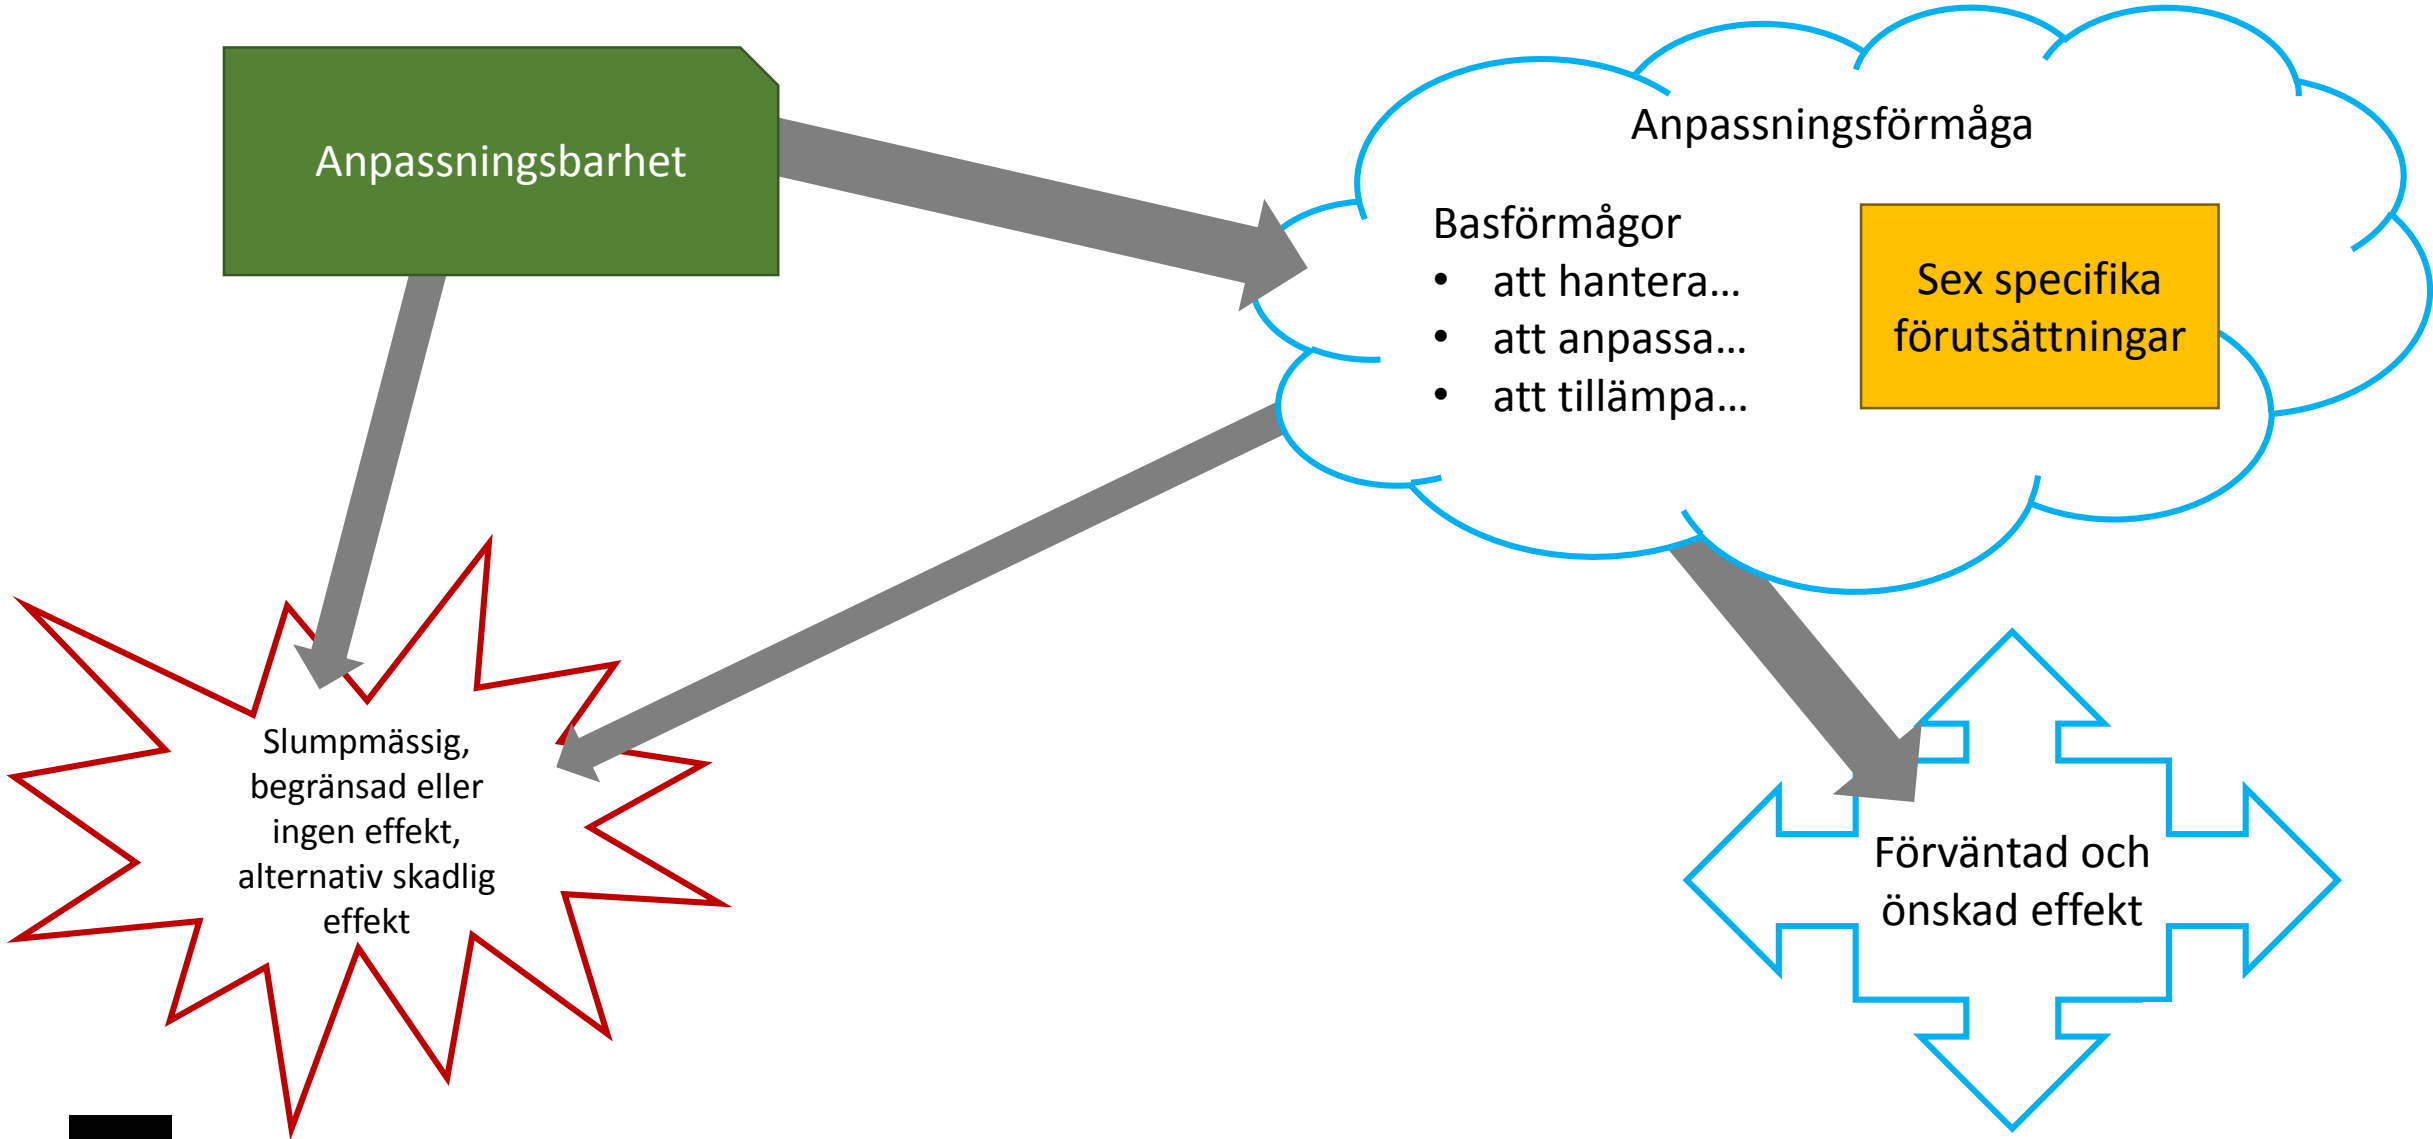 Anpassningsbarhet
Anpassningsförmåga
Basförmågor
• att hantera…
• att anpassa…
• att tillämpa…
Sex specifika
förutsättningar
Slumpmässig,
begränsad eller
ingen effekt,
alternativ skadlig
effekt
Förväntad och
önskad effekt